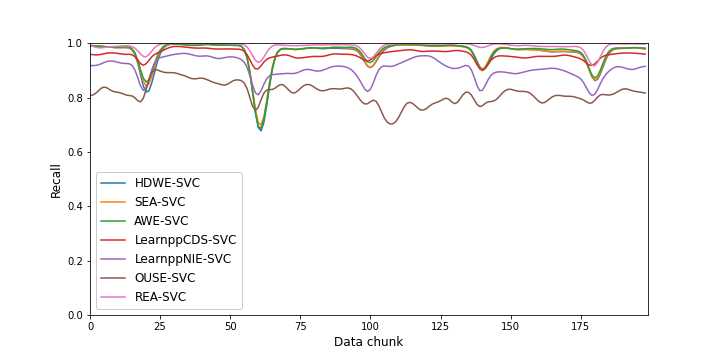 1.0
0.8
0.6
0.4
0.2
0.0
Recall
HDWE-SVC
SEA-SVC
AWE-SVC
LearnppCDS-SVC
LearnppNIE-SVC
OUSE-SVC
REA-SVC
0 25 50 75 100 125 150 175
Data chunk